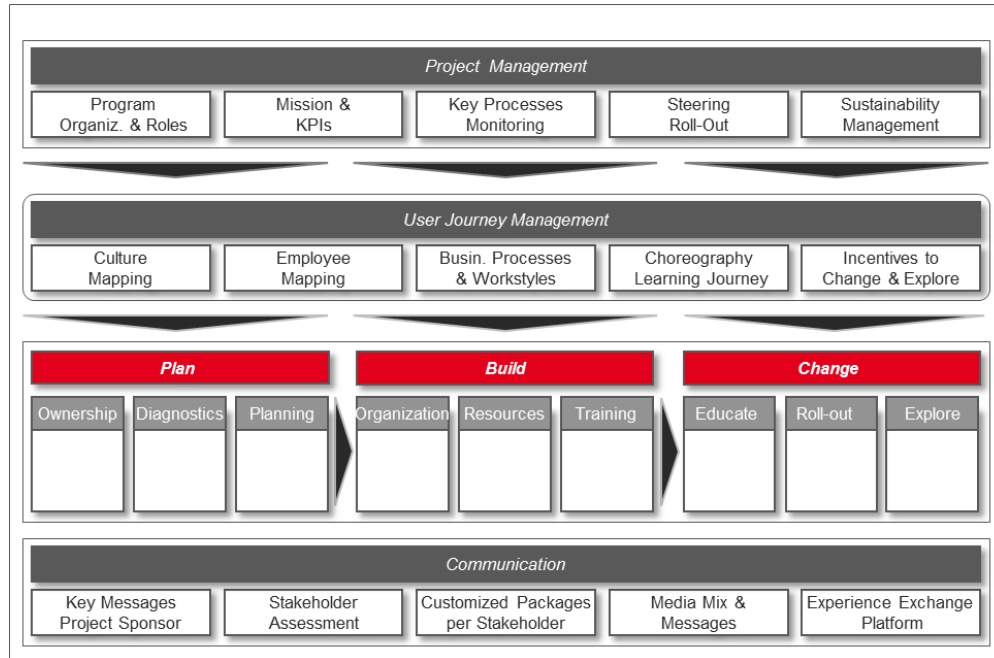 Project Management
Program
Organiz. & Roles
Mission &
KPIs
Key Processes
Monitoring
Steering
Roll-Out
Sustainability
Management
User Journey Management
Culture
Mapping
Employee
Mapping
Busin. Processes
& Workstyles
Choreography
Learning Journey
Incentives to
Change & Explore
Plan
Build
Change
Ownership
Diagnostics
Planning
Organization
Resources
Training
Educate
Roll-out
Explore
Communication
Key Messages
Project Sponsor
Stakeholder
Assessment
Customized Packages
per Stakeholder
Media Mix &
Messages
Experience Exchange
Platform